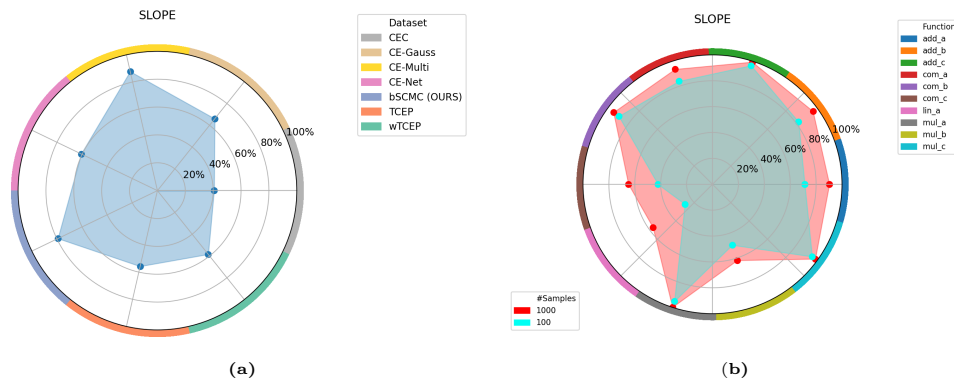 SLOPE
20%
40%
60%
80%
100%
Dataset
CEC
CE-Gauss
CE-Multi
CE-Net
bSCMC (OURS)
TCEP
wTCEP
(a)
SLOPE
20%
40%
60%
80%
100%
Function
add_a
add_b
add_c
com_a
com_b
com_c
lin_a
mul_a
mul_b
mul_c
#Samples
1000
100
(b)